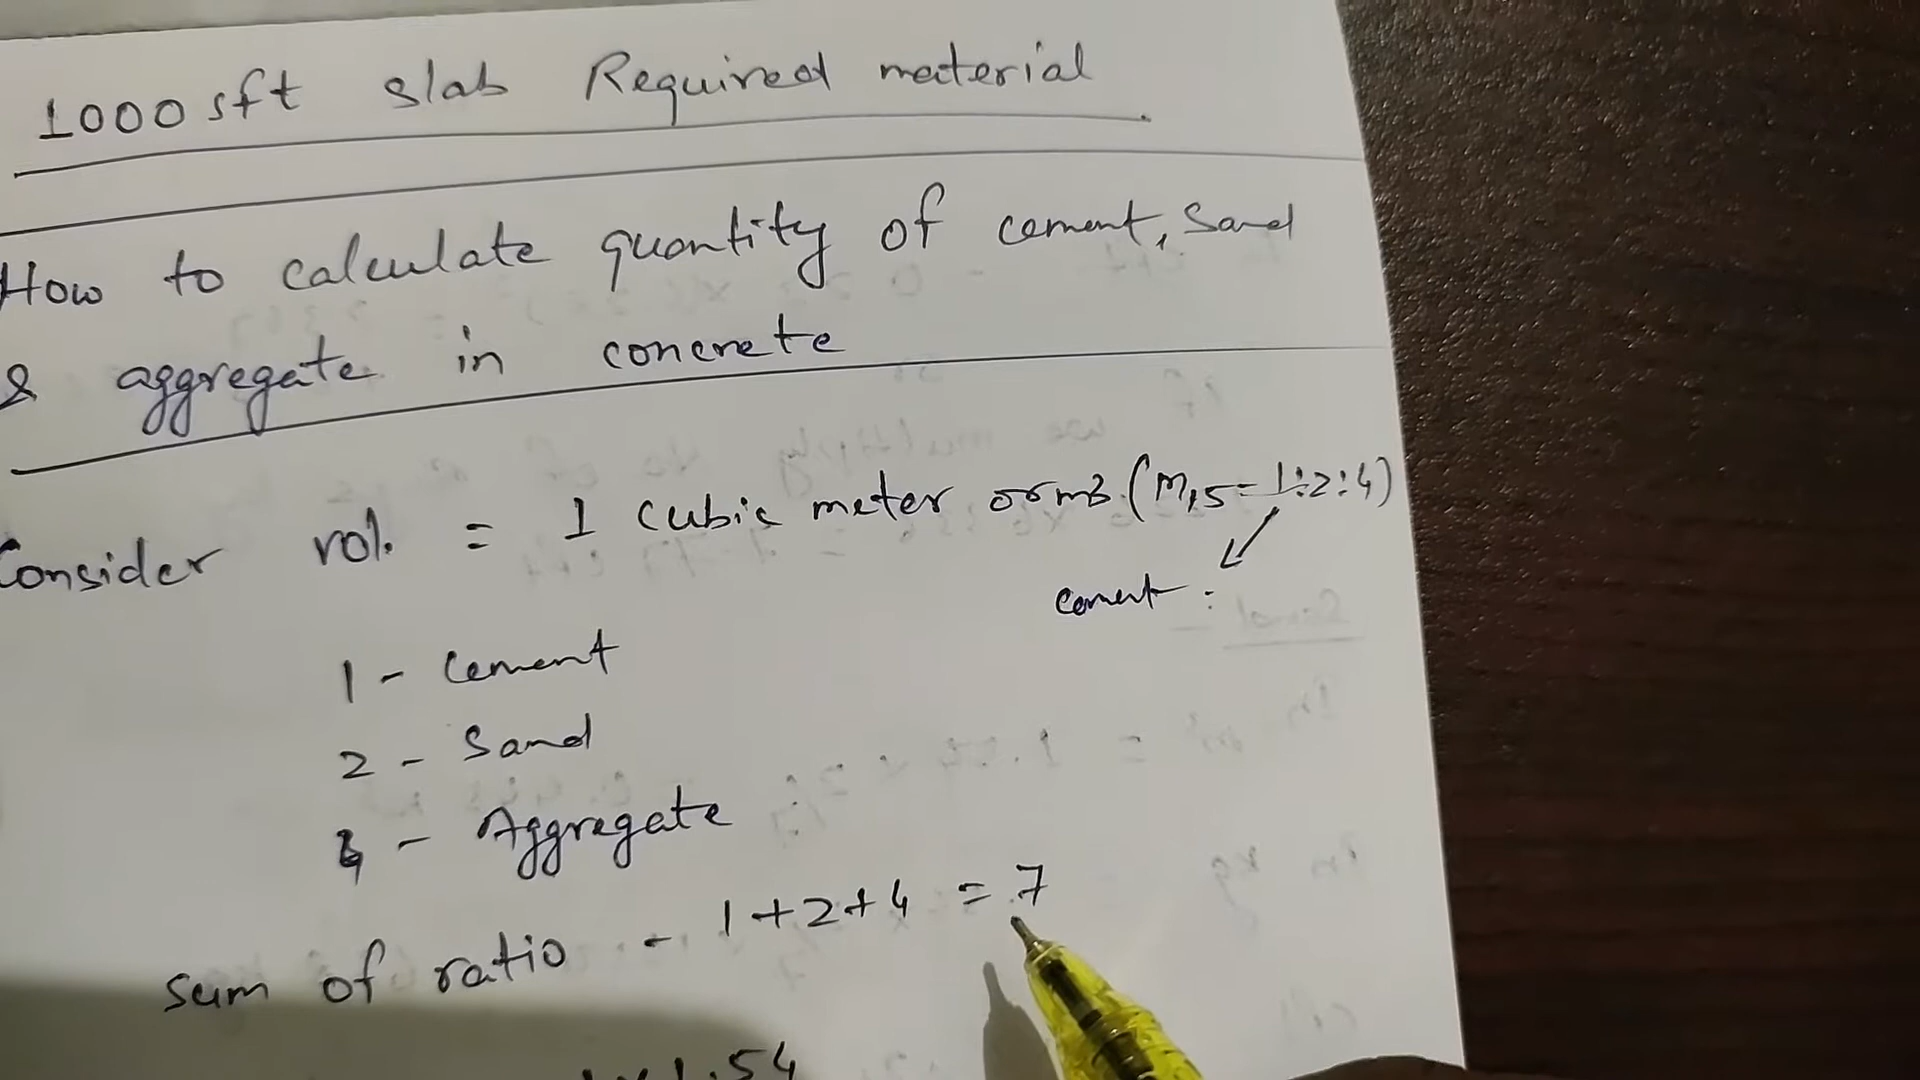 1000 sft slab Required material
How to calculate quantity of cement, Sand
& aggregate in concrete
Consider vol. = 1 cubic meter or m3 (M15 = 1:2:4)
cement :
1 - Cement
2 - Sand
4 - Aggregate
sum of ratio - 1+2+4 = 7
1.54